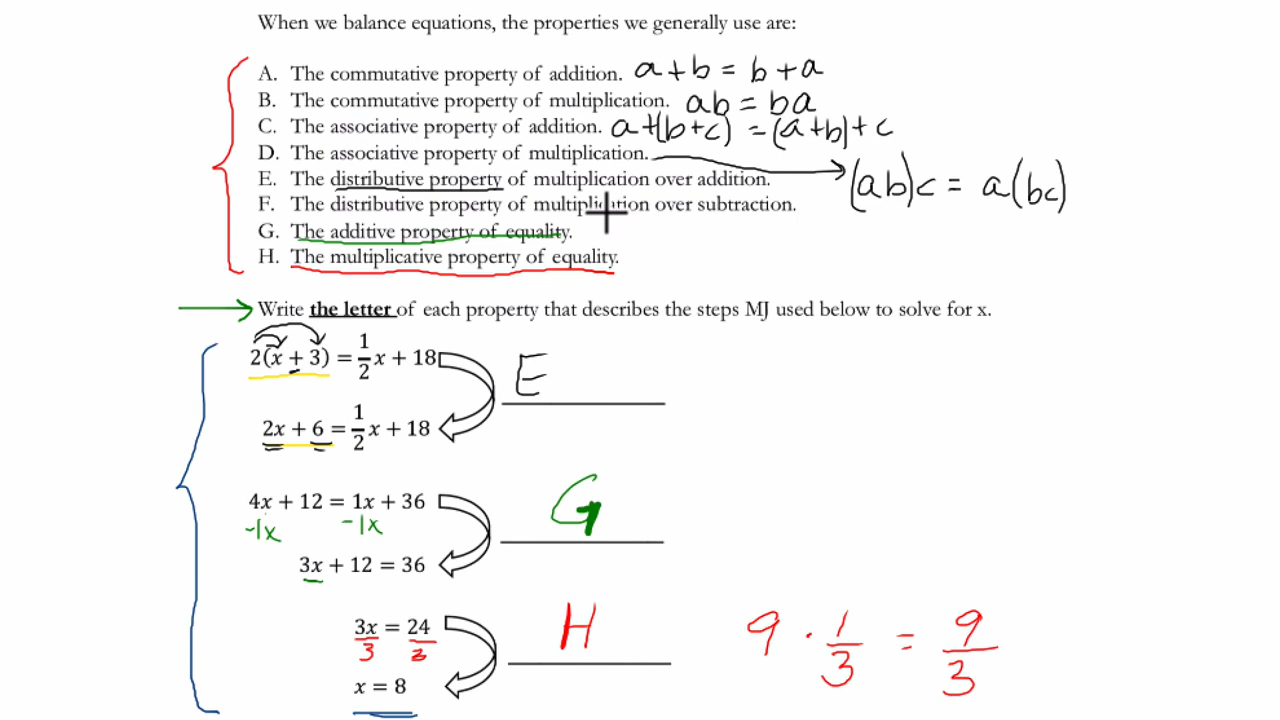 When we balance equations, the properties we generally use are:
A. The commutative property of addition. a+b = b+a
B. The commutative property of multiplication. ab = ba
C. The associative property of addition. a+(b+c) = (a+b)+c
D. The associative property of multiplication. (ab)c = a(bc)
E. The distributive property of multiplication over addition.
F. The distributive property of multiplication over subtraction.
G. The additive property of equality.
H. The multiplicative property of equality.
Write the letter of each property that describes the steps MJ used below to solve for x.
2(x + 3) = 1/2 x + 18
E
2x + 6 = 1/2 x + 18
4x + 12 = 1x + 36
-1x -1x
G
3x + 12 = 36
3x = 24
3 3
H
x = 8
9 · 1/3 = 9/3